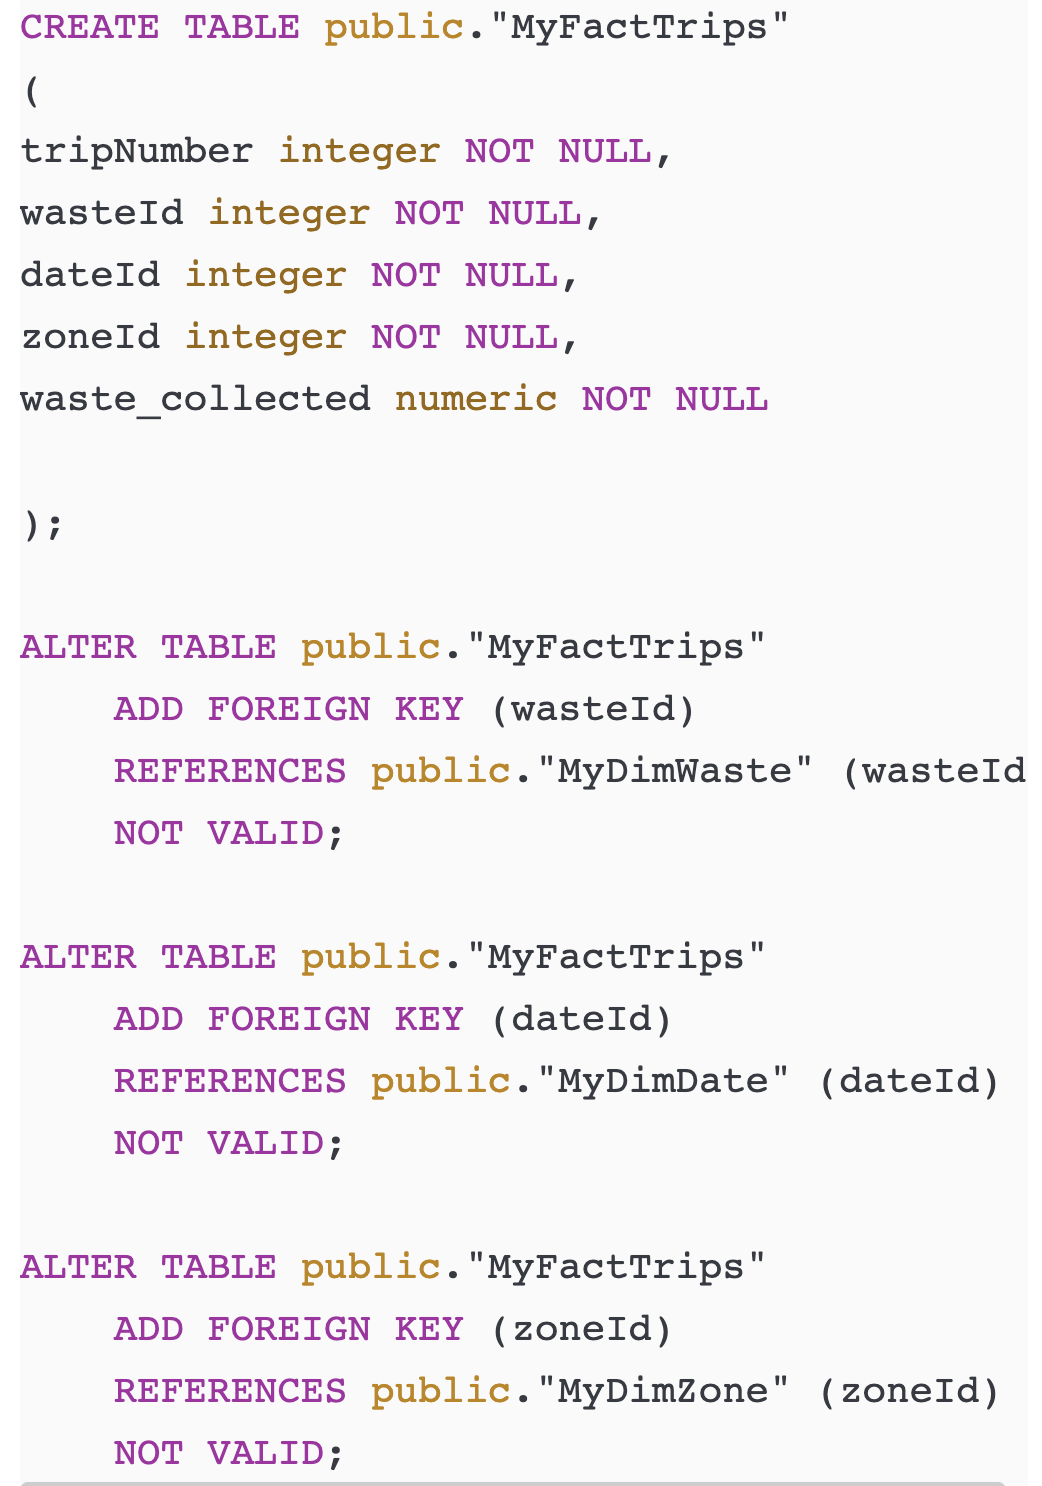 CREATE TABLE public."MyFactTrips"
(
tripNumber integer NOT NULL,
wasteId integer NOT NULL,
dateId integer NOT NULL,
zoneId integer NOT NULL,
waste_collected numeric NOT NULL
);
ALTER TABLE public."MyFactTrips"
ADD FOREIGN KEY (wasteId)
REFERENCES public."MyDimWaste" (wasteId
NOT VALID;
ALTER TABLE public."MyFactTrips"
ADD FOREIGN KEY (dateId)
REFERENCES public."MyDimDate" (dateId)
NOT VALID;
ALTER TABLE public."MyFactTrips"
ADD FOREIGN KEY (zoneId)
REFERENCES public."MyDimZone" (zoneId)
NOT VALID;